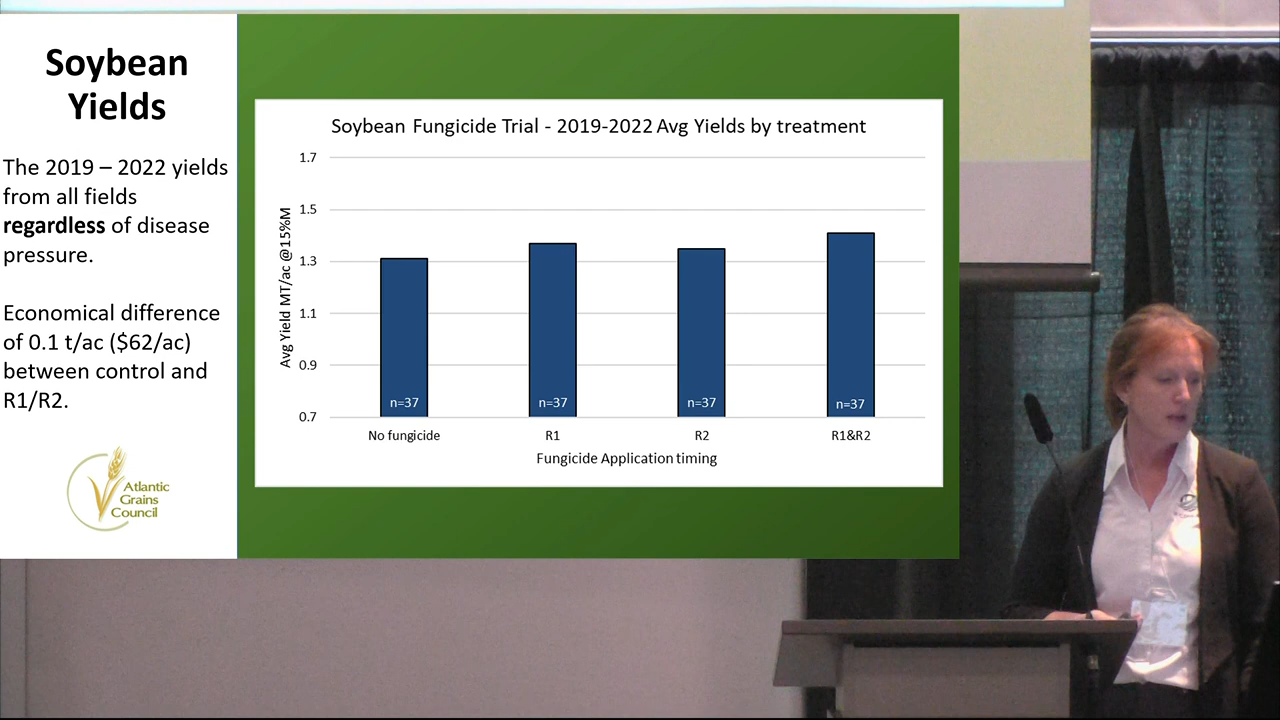 Soybean
Yields
The 2019 – 2022 yields
from all fields
regardless of disease
pressure.
Economical difference
of 0.1 t/ac ($62/ac)
between control and
R1/R2.
Atlantic
Grains
Council
Soybean Fungicide Trial - 2019-2022 Avg Yields by treatment
Avg Yield MT/ac @15%M
1.7
1.5
1.3
1.1
0.9
0.7
n=37
n=37
n=37
n=37
No fungicide
R1
R2
R1&R2
Fungicide Application timing